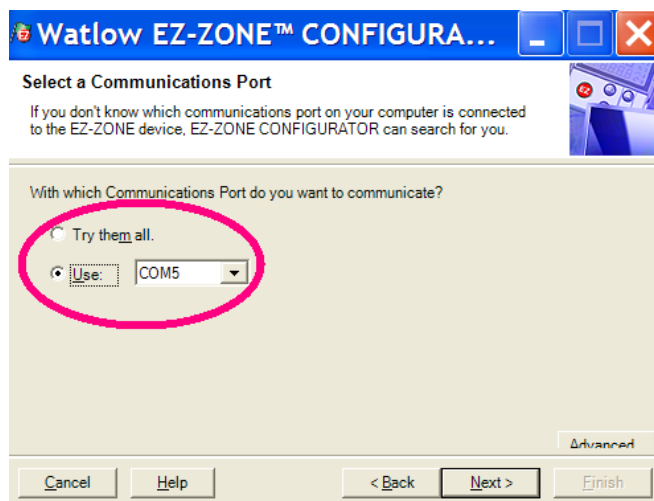 Watlow EZ-ZONE™ CONFIGURA...
Select a Communications Port
If you don't know which communications port on your computer is connected
to the EZ-ZONE device, EZ-ZONE CONFIGURATOR can search for you.
EZ
With which Communications Port do you want to communicate?
Try them all.
Use: COM5
Advanced
Cancel Help < Back Next > Finish